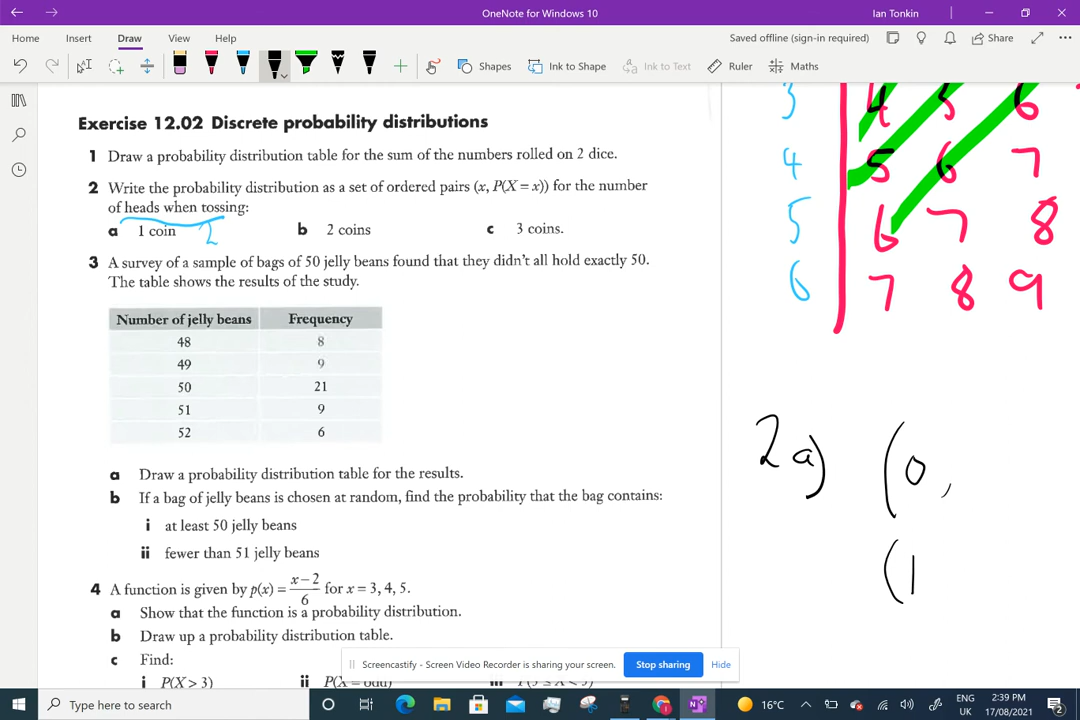 OneNote for Windows 10
Ian Tonkin
Home Insert Draw View Help
Saved offline (sign-in required)
Share
Shapes Ink to Shape Ink to Text Ruler Maths
Exercise 12.02 Discrete probability distributions
1 Draw a probability distribution table for the sum of the numbers rolled on 2 dice.
2 Write the probability distribution as a set of ordered pairs (x, P(X = x)) for the number
of heads when tossing:
a 1 coin 2 b 2 coins c 3 coins.
3 A survey of a sample of bags of 50 jelly beans found that they didn't all hold exactly 50.
The table shows the results of the study.
Number of jelly beans Frequency
48 8
49 9
50 21
51 9
52 6
a Draw a probability distribution table for the results.
b If a bag of jelly beans is chosen at random, find the probability that the bag contains:
i at least 50 jelly beans
ii fewer than 51 jelly beans
4 A function is given by p(x) = x−2/6 for x = 3, 4, 5.
a Show that the function is a probability distribution.
b Draw up a probability distribution table.
c Find:
i P(X > 3) ii P(X = odd) iii
3 4 5 6
4 5 6 7
5 6 7 8
6 7 8 9
2a) (0,
(1
Screencastify - Screen Video Recorder is sharing your screen.
Stop sharing
Hide
Type here to search
16°C
ENG
UK
2:39 PM
17/08/2021
2